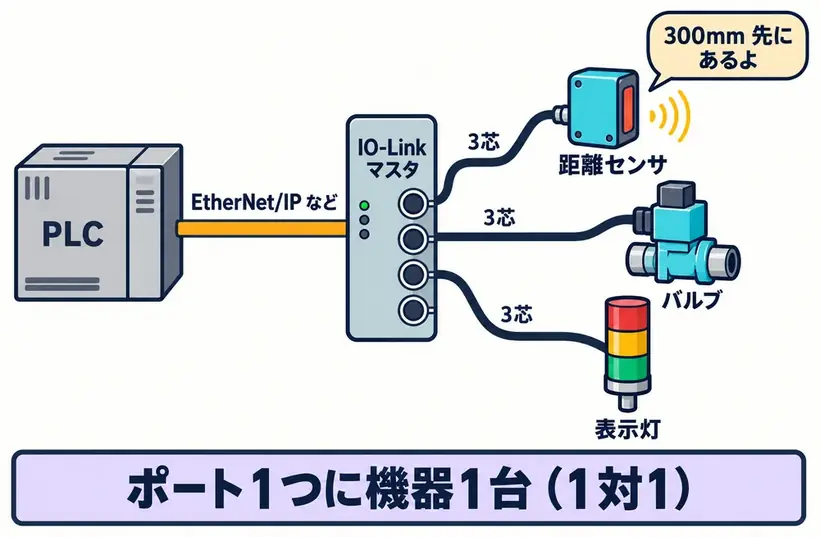 300mm 先に
あるよ
IO-Link
マスタ
3芯
距離センサ
EtherNet/IP など
PLC
3芯
バルブ
3芯
表示灯
ポート1つに機器1台（1対1）